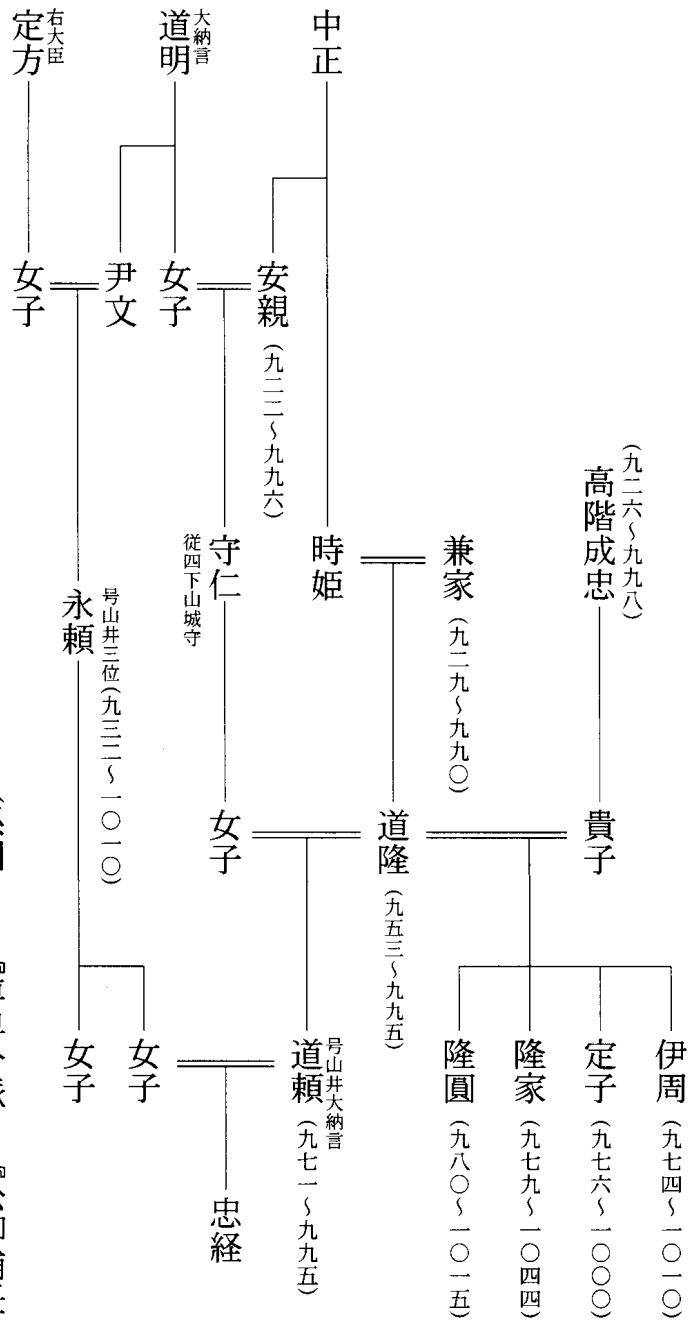 (九二六〜九九八)
高階成忠
貴子
伊周 (九七四〜一〇一〇)
定子 (九七六〜一〇〇〇)
隆家 (九七九〜一〇四四)
隆圓 (九八〇〜一〇一五)
兼家 (九二九〜九九〇)
道隆 (九五三〜九九五)
中正
時姫
安親 (九二二〜九九六)
守仁
従四下山城守
女子
号山井大納言
道頼 (九七一〜九九五)
忠経
大納言
道明
女子
尹文
右大臣
定方
女子
号山井三位(九三二〜一〇一〇)
永頼
女子
女子